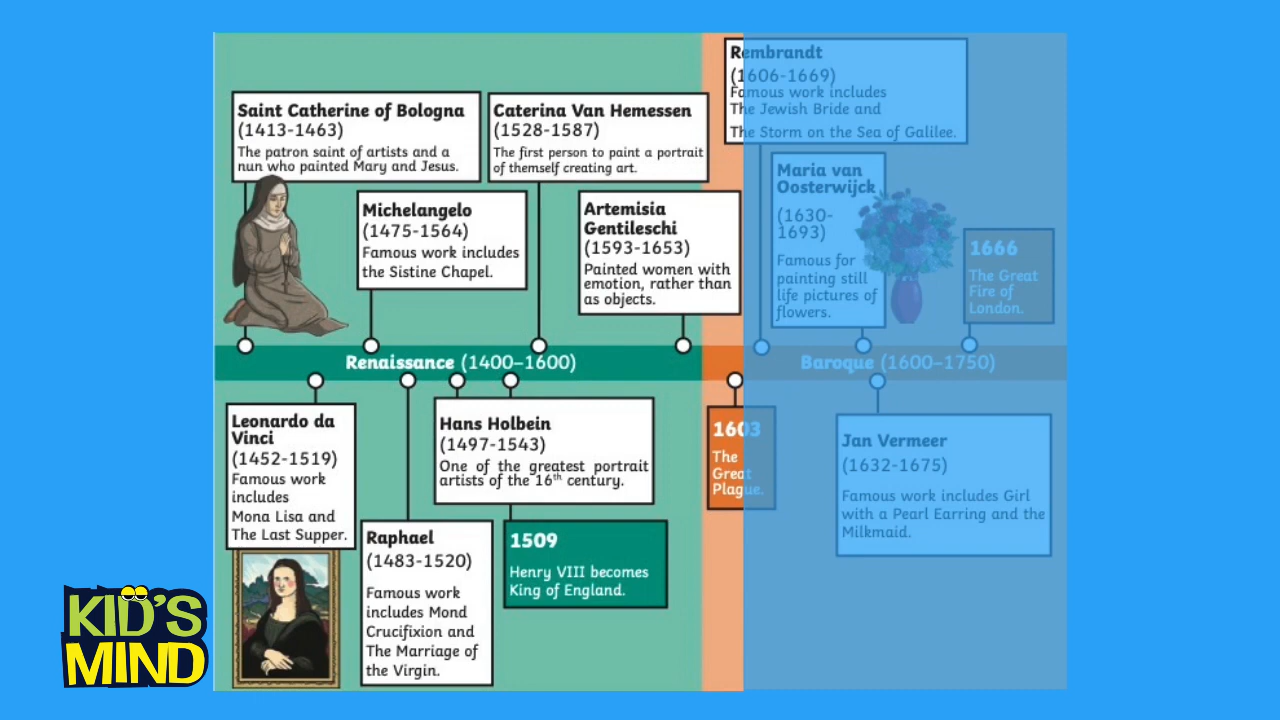 Rembrandt
(1606-1669)
Famous work includes
The Jewish Bride and
The Storm on the Sea of Galilee.
Saint Catherine of Bologna
(1413-1463)
The patron saint of artists and a
nun who painted Mary and Jesus.
Caterina Van Hemessen
(1528-1587)
The first person to paint a portrait
of themself creating art.
Michelangelo
(1475-1564)
Famous work includes
the Sistine Chapel.
Artemisia
Gentileschi
(1593-1653)
Painted women with
emotion, rather than
as objects.
Maria van
Oosterwijck
(1630-
1693)
Famous for
painting still
life pictures of
flowers.
1666
The Great
Fire of
London.
Renaissance (1400–1600)
Baroque (1600–1750)
Leonardo da
Vinci
(1452-1519)
Famous work
includes
Mona Lisa and
The Last Supper.
Hans Holbein
(1497-1543)
One of the greatest portrait
artists of the 16th century.
1603
The
Great
Plague.
Jan Vermeer
(1632-1675)
Famous work includes Girl
with a Pearl Earring and the
Milkmaid.
Raphael
(1483-1520)
Famous work
includes Mond
Crucifixion and
The Marriage of
the Virgin.
1509
Henry VIII becomes
King of England.
KID'S
MIND